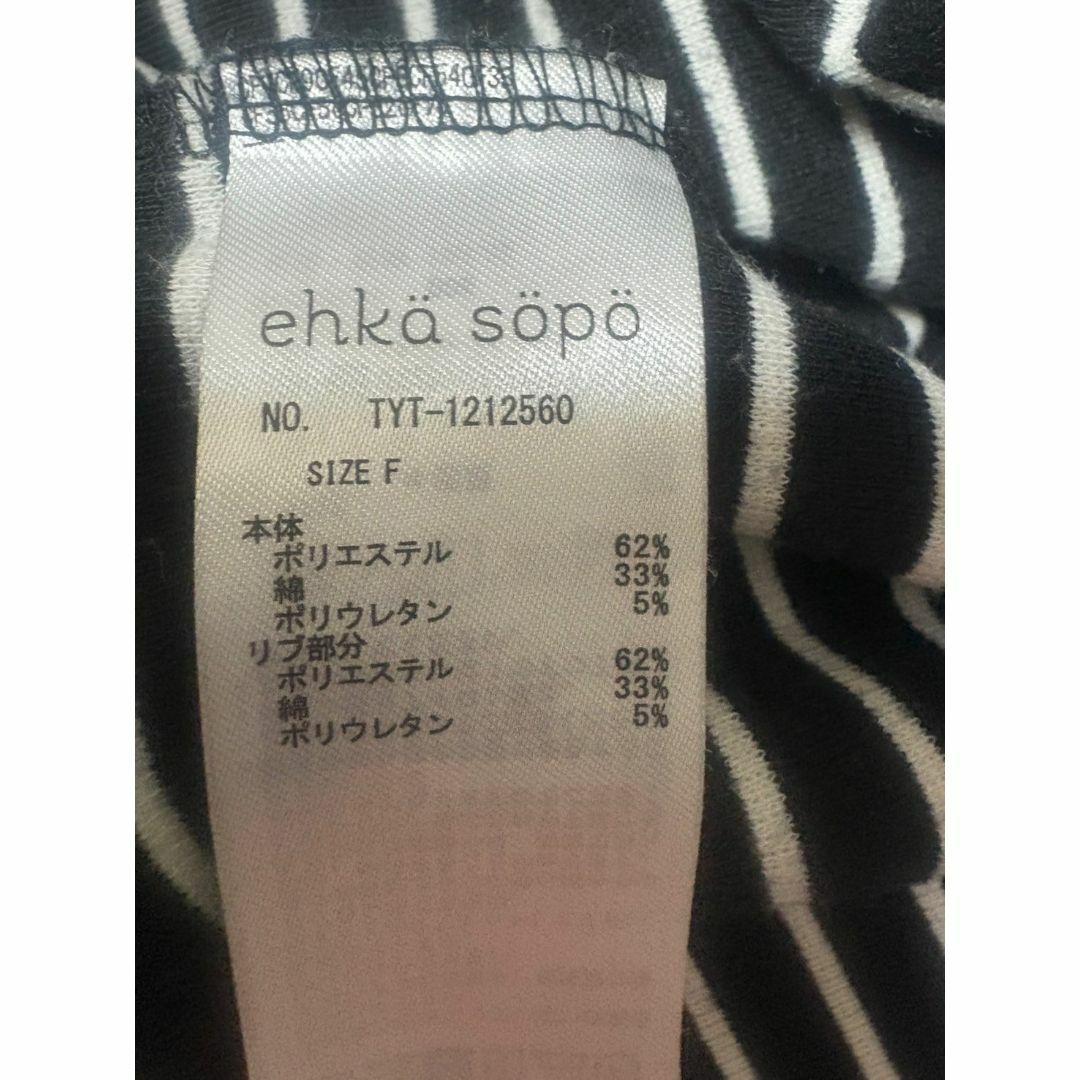 ehkä söpö
NO. TYT-1212560
SIZE F
本体
ポリエステル 62%
綿 33%
ポリウレタン 5%
リブ部分
ポリエステル 62%
綿 33%
ポリウレタン 5%